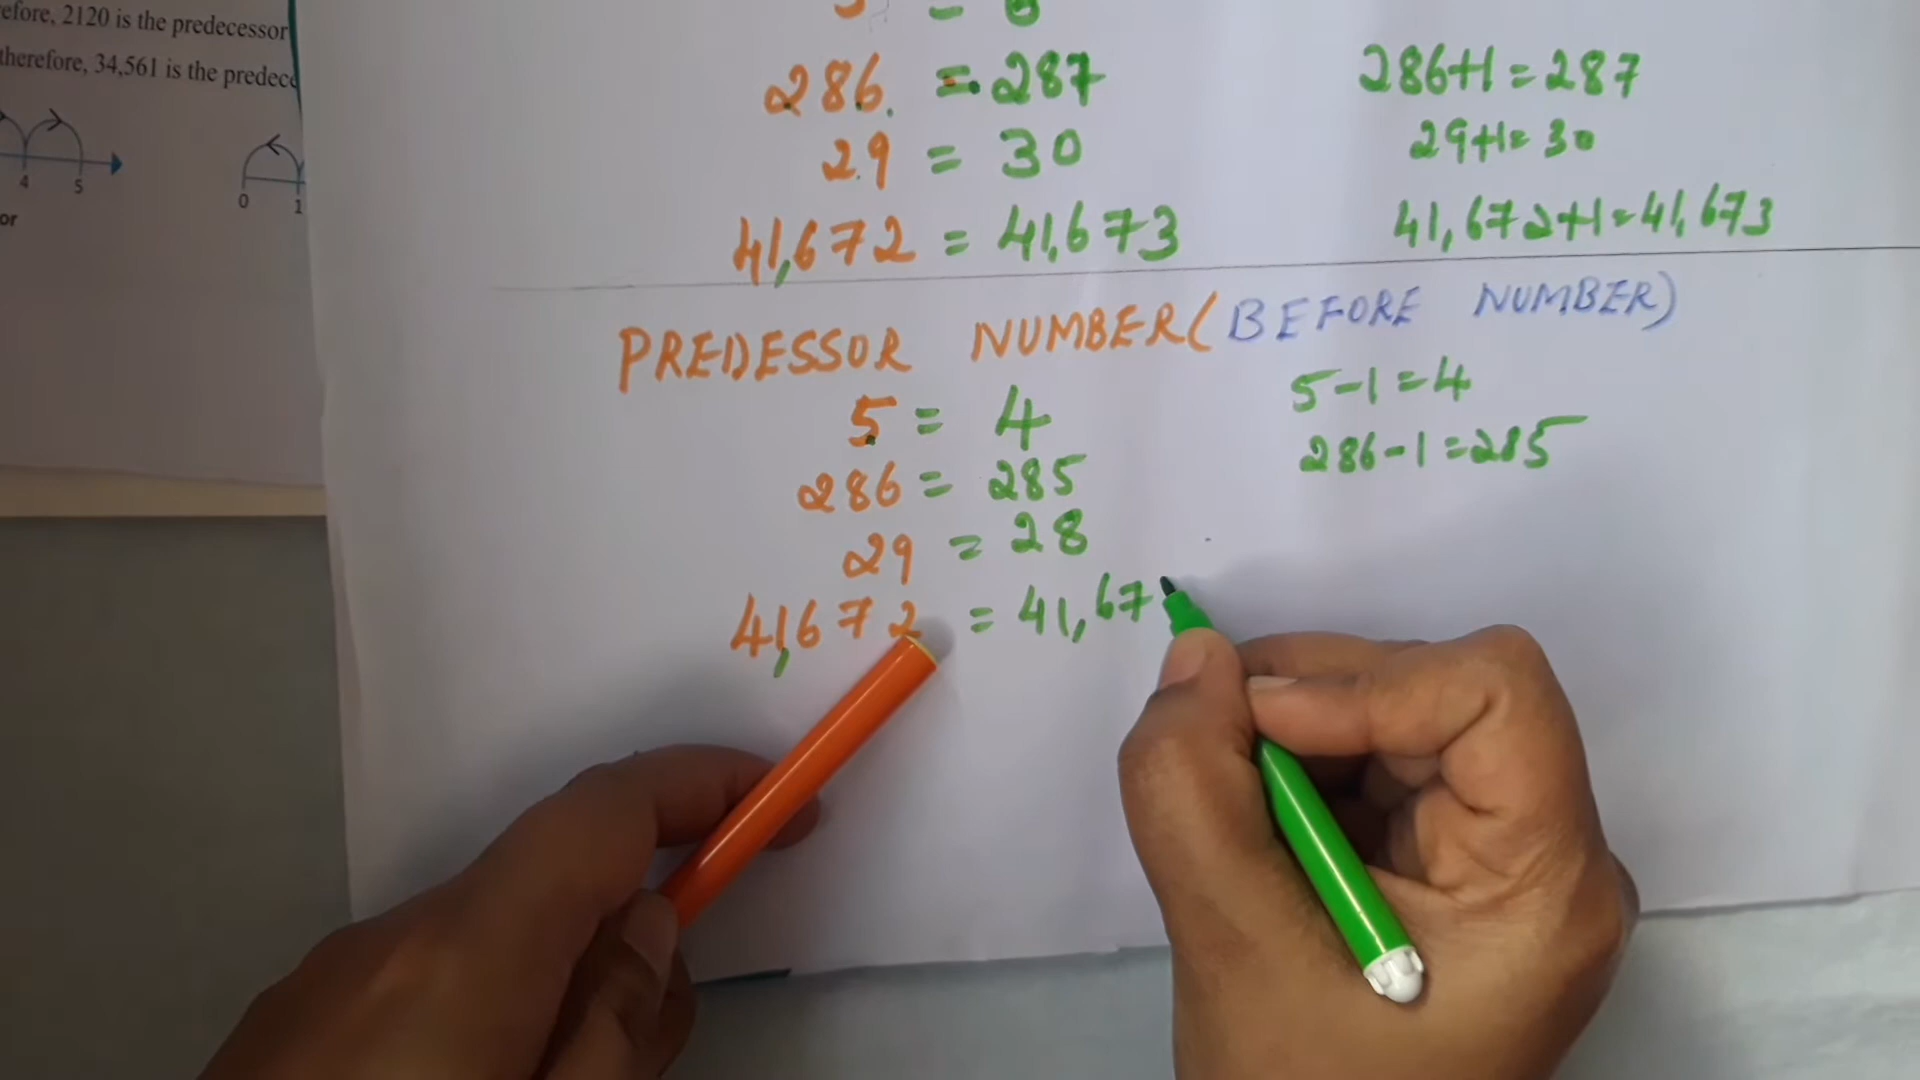 efore, 2120 is the predecessor
therefore, 34,561 is the predece
4 5
0 1
or
286 = 287
29 = 30
41,672 = 41,673
286+1=287
29+1=30
41,672+1=41,673
PREDESSOR NUMBER(BEFORE NUMBER)
5 = 4
286 = 285
29 = 28
41,672 = 41,67
5-1=4
286-1=285